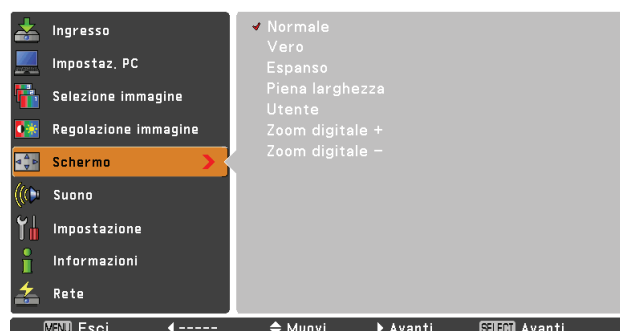 Ingresso
Impostaz. PC
Selezione immagine
Regolazione immagine
Schermo
Suono
Impostazione
Informazioni
Rete
Normale
Vero
Espanso
Piena larghezza
Utente
Zoom digitale +
Zoom digitale –
MENU Esci ----- Muovi Avanti SELECT Avanti